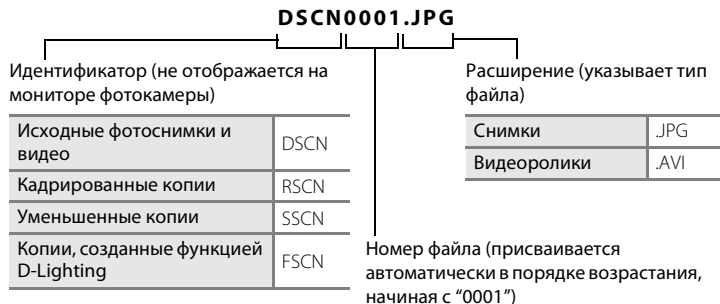 DSCN0001.JPG
Идентификатор (не отображается на
мониторе фотокамеры)
Исходные фотоснимки и
видео
DSCN
Кадрированные копии
RSCN
Уменьшенные копии
SSCN
Копии, созданные функцией
D-Lighting
FSCN
Номер файла (присваивается
автоматически в порядке возрастания,
начиная с “0001”)
Расширение (указывает тип
файла)
Снимки
.JPG
Видеоролики
.AVI